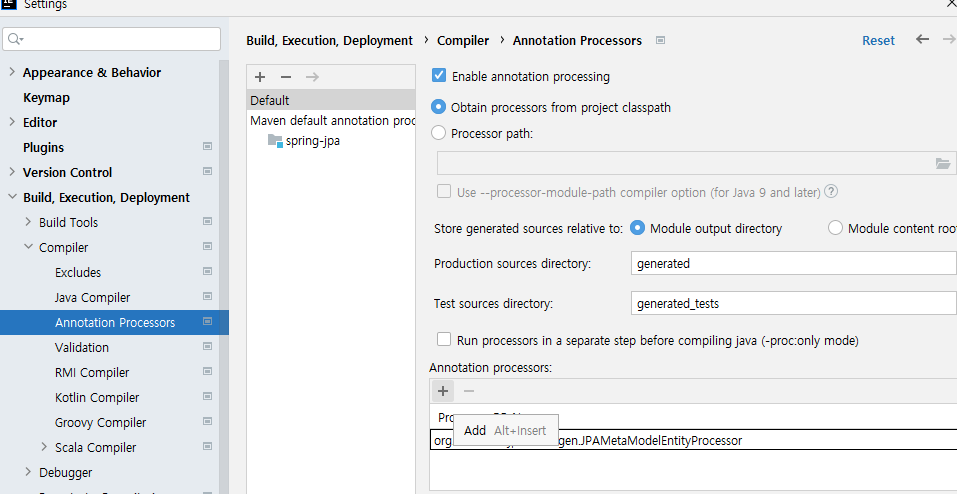 Settings
Build, Execution, Deployment › Compiler › Annotation Processors
Reset
Appearance & Behavior
Keymap
Editor
Plugins
Version Control
Build, Execution, Deployment
Build Tools
Compiler
Excludes
Java Compiler
Annotation Processors
Validation
RMI Compiler
Kotlin Compiler
Groovy Compiler
Scala Compiler
Debugger
Default
Maven default annotation proc
spring-jpa
Enable annotation processing
Obtain processors from project classpath
Processor path:
Use --processor-module-path compiler option (for Java 9 and later) ?
Store generated sources relative to: Module output directory Module content root
Production sources directory: generated
Test sources directory: generated_tests
Run processors in a separate step before compiling java (-proc:only mode)
Annotation processors:
Add Alt+Insert
gen.JPAMetaModelEntityProcessor